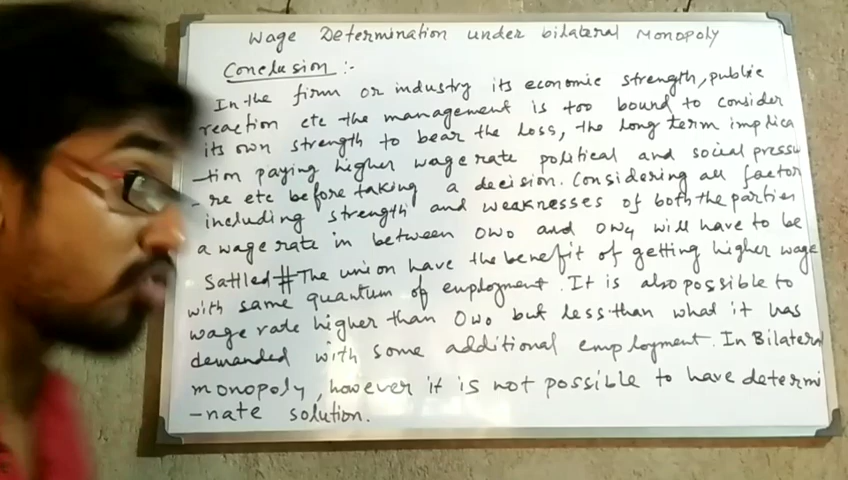 Wage Determination under bilateral Monopoly
Conclusion :-
In the firm or industry its economic strength, public
reaction etc the management is too bound to consider
its own strength to bear the loss, the long term implica
-tion paying higher wage rate political and social pressu
-re etc before taking a decision. Considering all factor
including strength and weaknesses of both the parties
a wage rate in between OW0 and OW4 will have to be
Sattled # The union have the benefit of getting higher wage
with same quantum of employment. It is also possible to
wage rate higher than OW0 but less than what it has
demanded with some additional employment. In Bilateral
monopoly, however it is not possible to have determi
-nate solution.